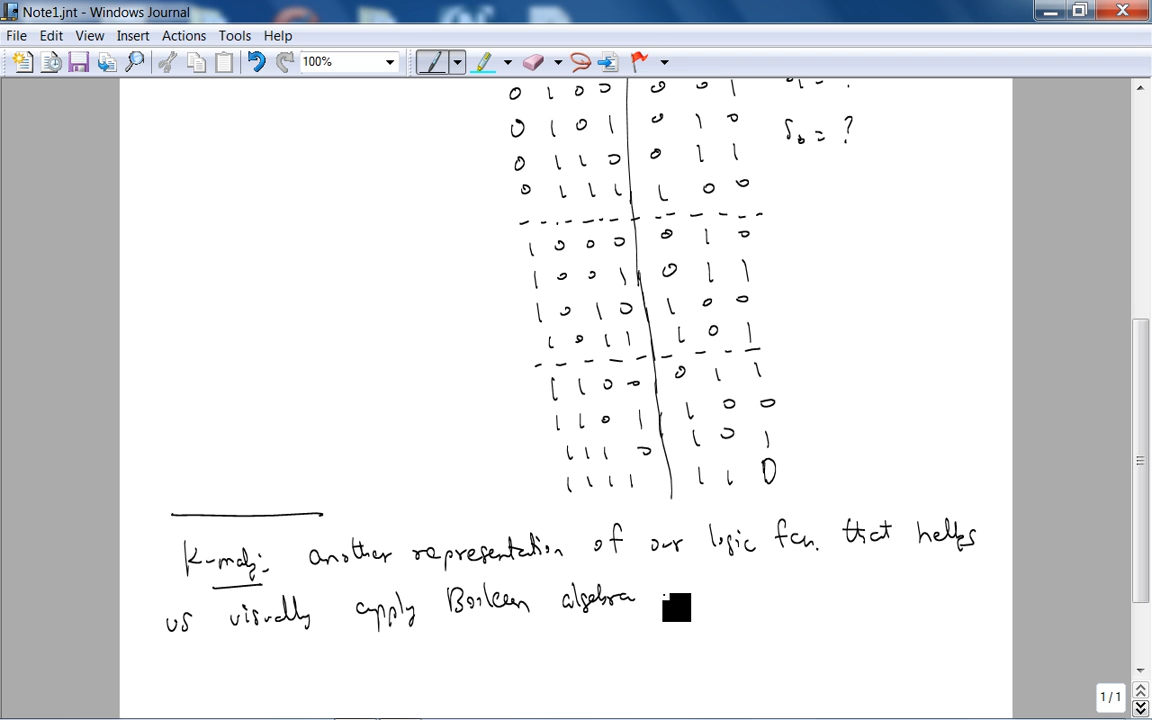 Note1.jnt - Windows Journal
File Edit View Insert Actions Tools Help
100%
0 1 0 0 0 0 1
0 1 0 1 0 1 0 S0 = ?
0 1 1 0 0 1 1
0 1 1 1 1 0 0
1 0 0 0 0 1 0
1 0 0 1 0 1 1
1 0 1 0 1 0 0
1 0 1 1 1 0 1
1 1 0 0 0 1 1
1 1 0 1 1 0 0
1 1 1 0 1 0 1
1 1 1 1 1 1 0
K-map: another representation of our logic fcn. that helps
us visually apply Boolean algebra
1 / 1